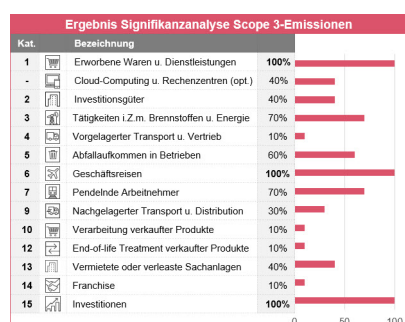 Ergebnis Signifikanzanalyse Scope 3-Emissionen
Kat. Bezeichnung
1 Erworbene Waren u. Dienstleistungen 100%
- Cloud-Computing u. Rechenzentren (opt.) 40%
2 Investitionsgüter 40%
3 Tätigkeiten i.Z.m. Brennstoffen u. Energie 70%
4 Vorgelagerter Transport u. Vertrieb 10%
5 Abfallaufkommen in Betrieben 60%
6 Geschäftsreisen 100%
7 Pendelnde Arbeitnehmer 70%
9 Nachgelagerter Transport u. Distribution 30%
10 Verarbeitung verkaufter Produkte 10%
12 End-of-life Treatment verkaufter Produkte 10%
13 Vermietete oder verleaste Sachanlagen 40%
14 Franchise 10%
15 Investitionen 100%
0 50 100